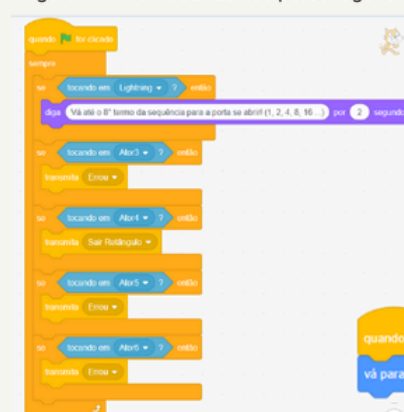 quando for clicado
sempre
se tocando em Lightning ? então
diga Vá até o 8° termo da sequência para a porta se abrir! (1, 2, 4, 8, 16 ...) por 2 segundo
se tocando em Ator3 ? então
transmita Errou
se tocando em Ator4 ? então
transmita Sair Rotângulo
se tocando em Ator5 ? então
transmita Errou
se tocando em Ator6 ? então
transmita Errou
quando
vá para